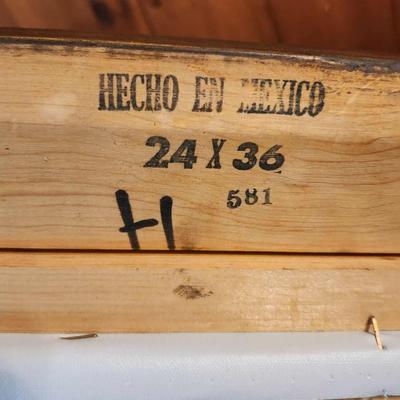 HECHO EN MEXICO
24 X 36
581
H